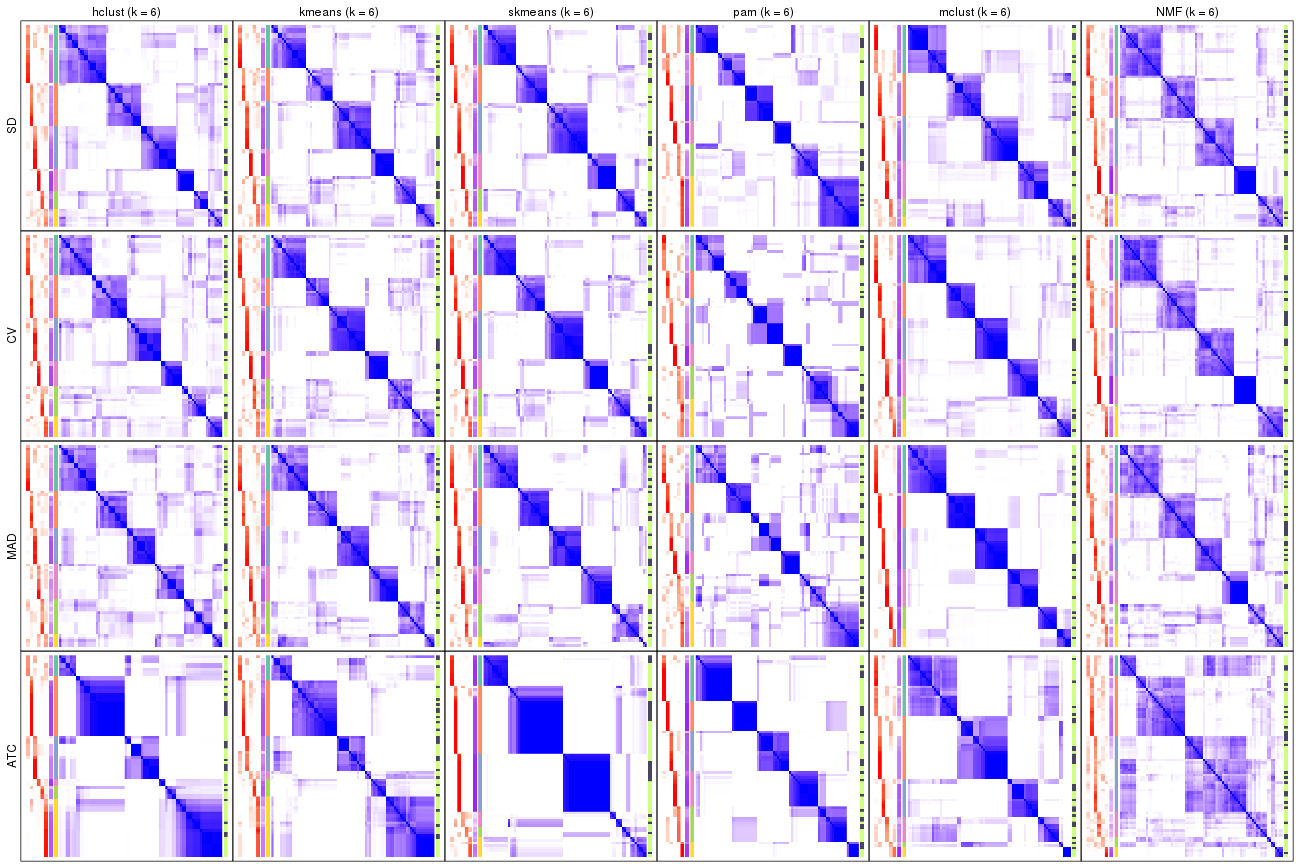 hclust (k = 6)
kmeans (k = 6)
skmeans (k = 6)
pam (k = 6)
mclust (k = 6)
NMF (k = 6)
SD
CV
MAD
ATC